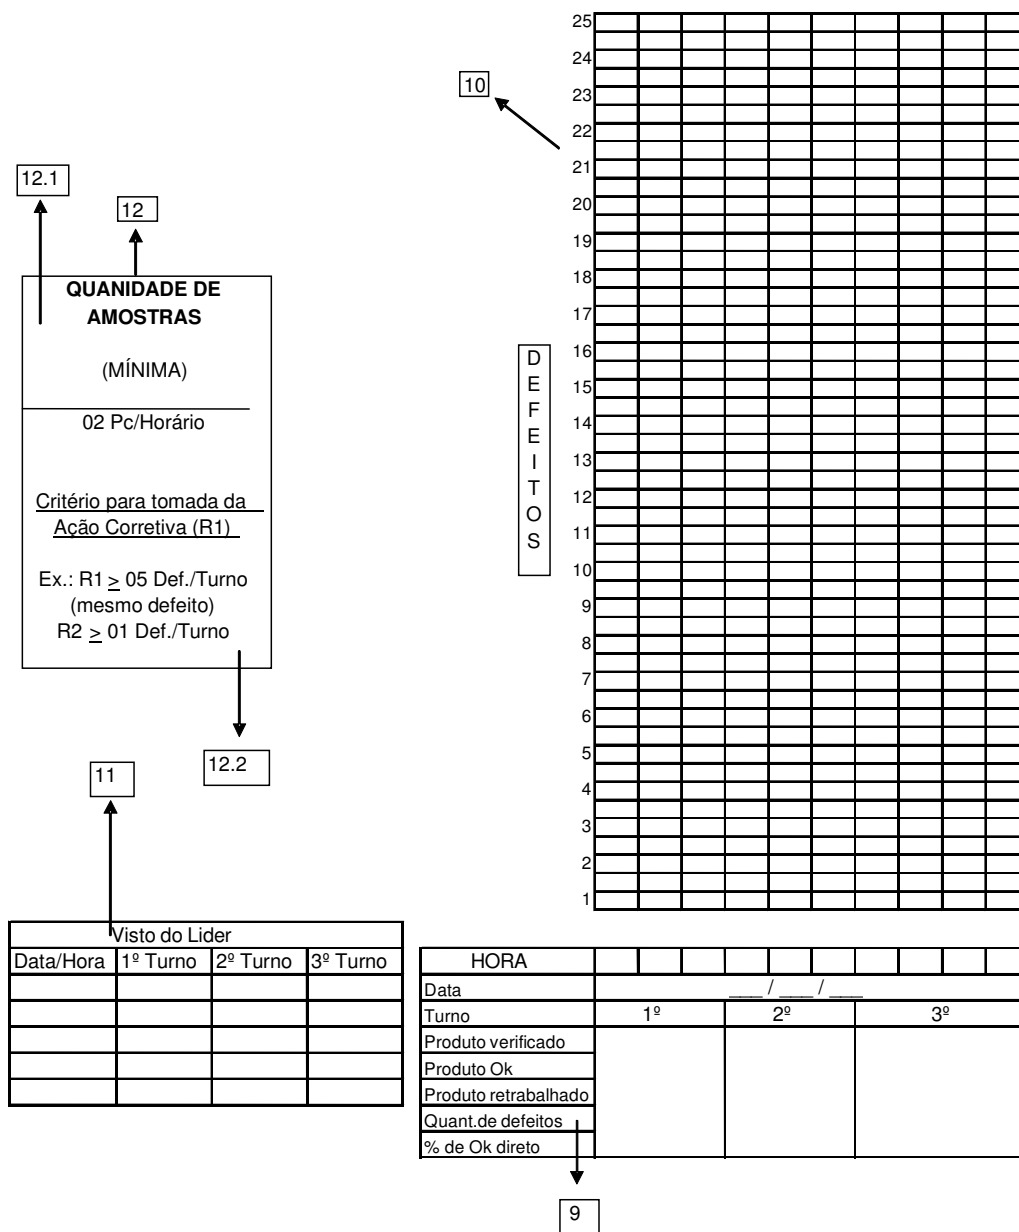 12.1
12
QUANIDADE DE
AMOSTRAS
(MÍNIMA)
02 Pc/Horário
Critério para tomada da
Ação Corretiva (R1)
Ex.: R1 ≥ 05 Def./Turno
(mesmo defeito)
R2 ≥ 01 Def./Turno
12.2
11
Visto do Lider
Data/Hora 1º Turno 2º Turno 3º Turno
10
D
E
F
E
I
T
O
S
25
24
23
22
21
20
19
18
17
16
15
14
13
12
11
10
9
8
7
6
5
4
3
2
1
HORA
Data ___ / ___ / ___
Turno 1º 2º 3º
Produto verificado
Produto Ok
Produto retrabalhado
Quant.de defeitos
% de Ok direto
9